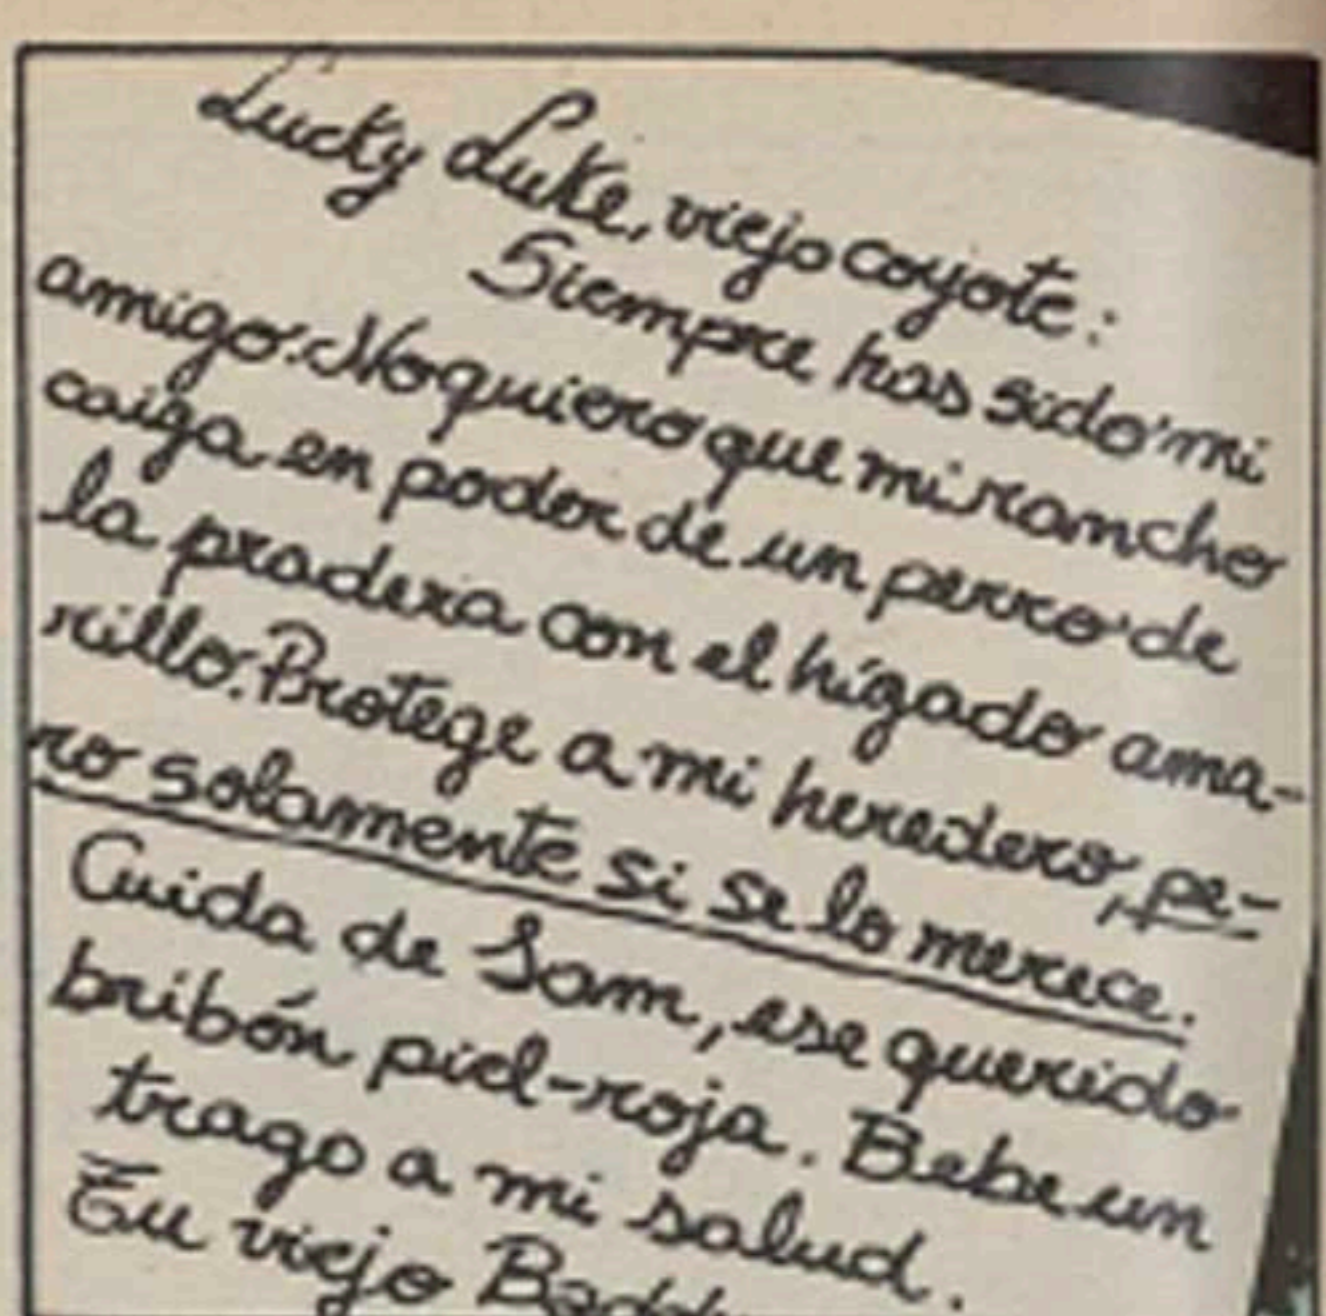 Lucky Luke, viejo coyote:
Siempre has sido mi
amigo. No quiero que mi rancho
caiga en poder de un perro de
la pradera con el hígado ama-
rillo. Protege a mi heredero, pe-
ro solamente si se lo merece.
Cuida de Sam, ese querido
bribón piel-roja. Bebe un
trago a mi salud.
Tu viejo